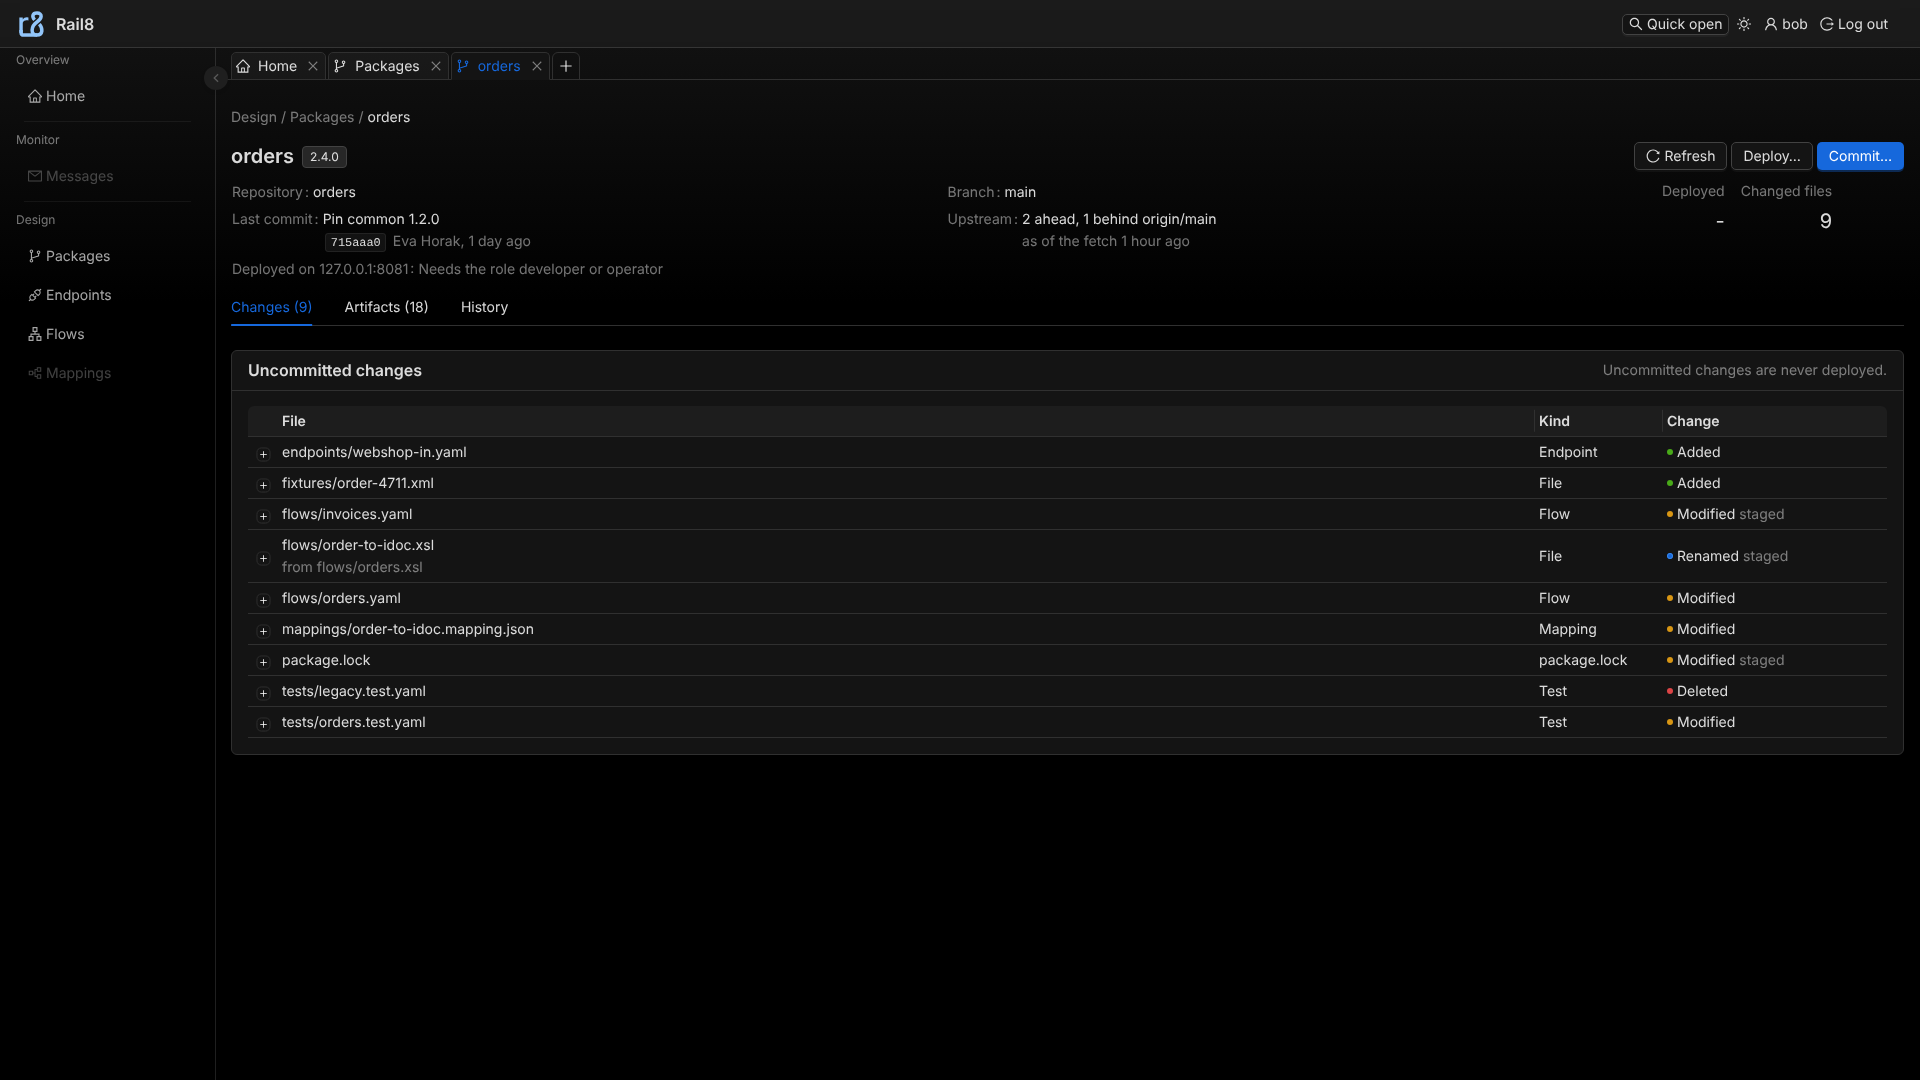 r8 Rail8
Quick open bob Log out
Overview
Home
Monitor
Messages
Design
Packages
Endpoints
Flows
Mappings
Home Packages orders
Design / Packages / orders
orders 2.4.0
Refresh Deploy... Commit...
Repository: orders
Branch: main
Deployed Changed files
Last commit: Pin common 1.2.0
Upstream: 2 ahead, 1 behind origin/main
- 9
715aaa0 Eva Horak, 1 day ago
as of the fetch 1 hour ago
Deployed on 127.0.0.1:8081: Needs the role developer or operator
Changes (9) Artifacts (18) History
Uncommitted changes Uncommitted changes are never deployed.
File Kind Change
endpoints/webshop-in.yaml Endpoint Added
fixtures/order-4711.xml File Added
flows/invoices.yaml Flow Modified staged
flows/order-to-idoc.xsl
from flows/orders.xsl File Renamed staged
flows/orders.yaml Flow Modified
mappings/order-to-idoc.mapping.json Mapping Modified
package.lock package.lock Modified staged
tests/legacy.test.yaml Test Deleted
tests/orders.test.yaml Test Modified